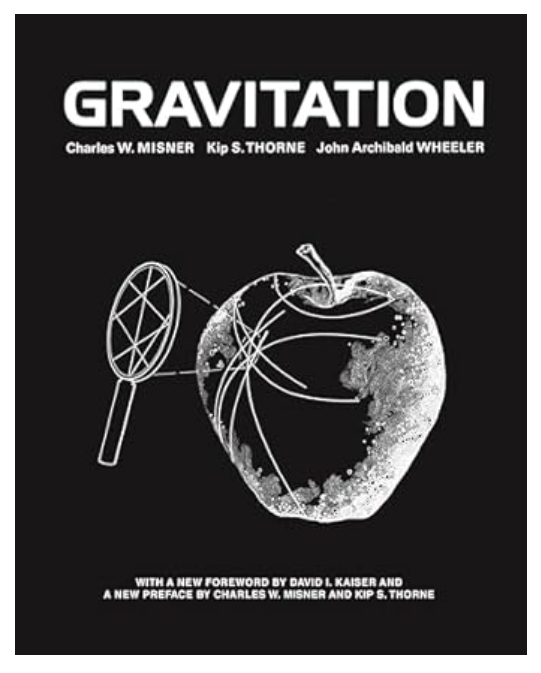 GRAVITATION
Charles W. MISNER Kip S. THORNE John Archibald WHEELER
WITH A NEW FOREWORD BY DAVID I. KAISER AND
A NEW PREFACE BY CHARLES W. MISNER AND KIP S. THORNE